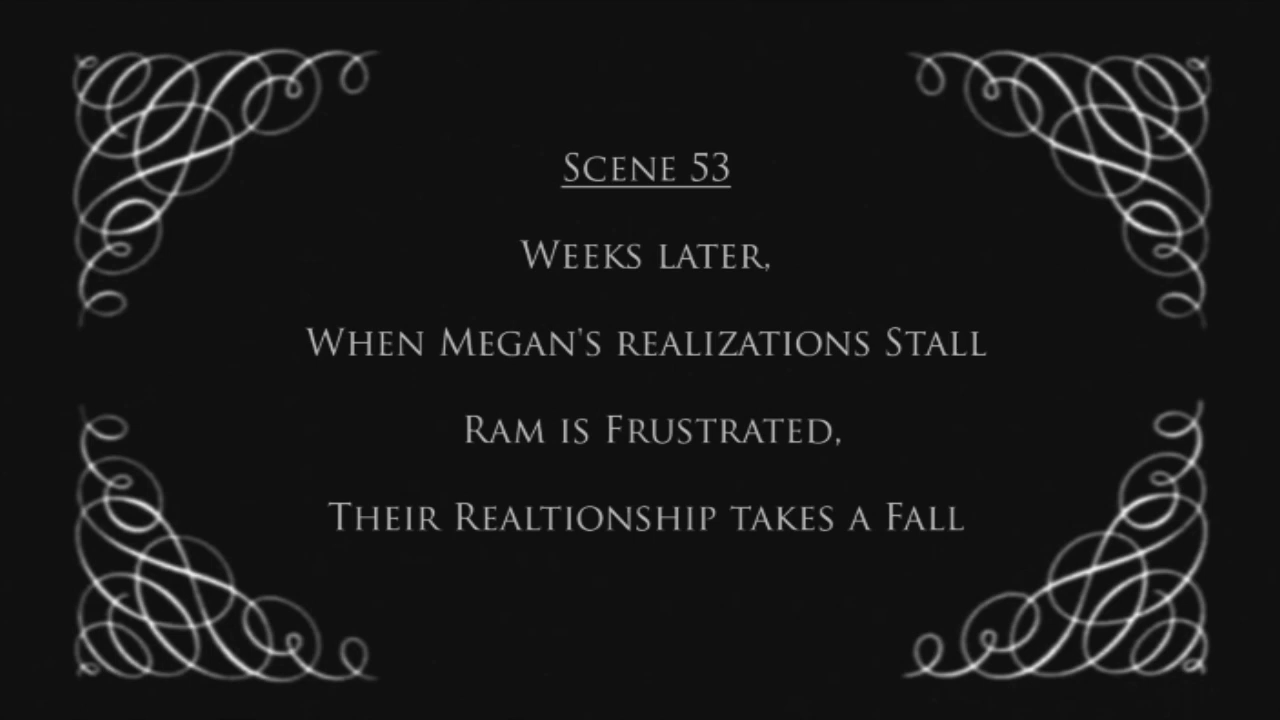 Scene 53
Weeks later,
When Megan's realizations Stall
Ram is Frustrated,
Their Realtionship takes a Fall